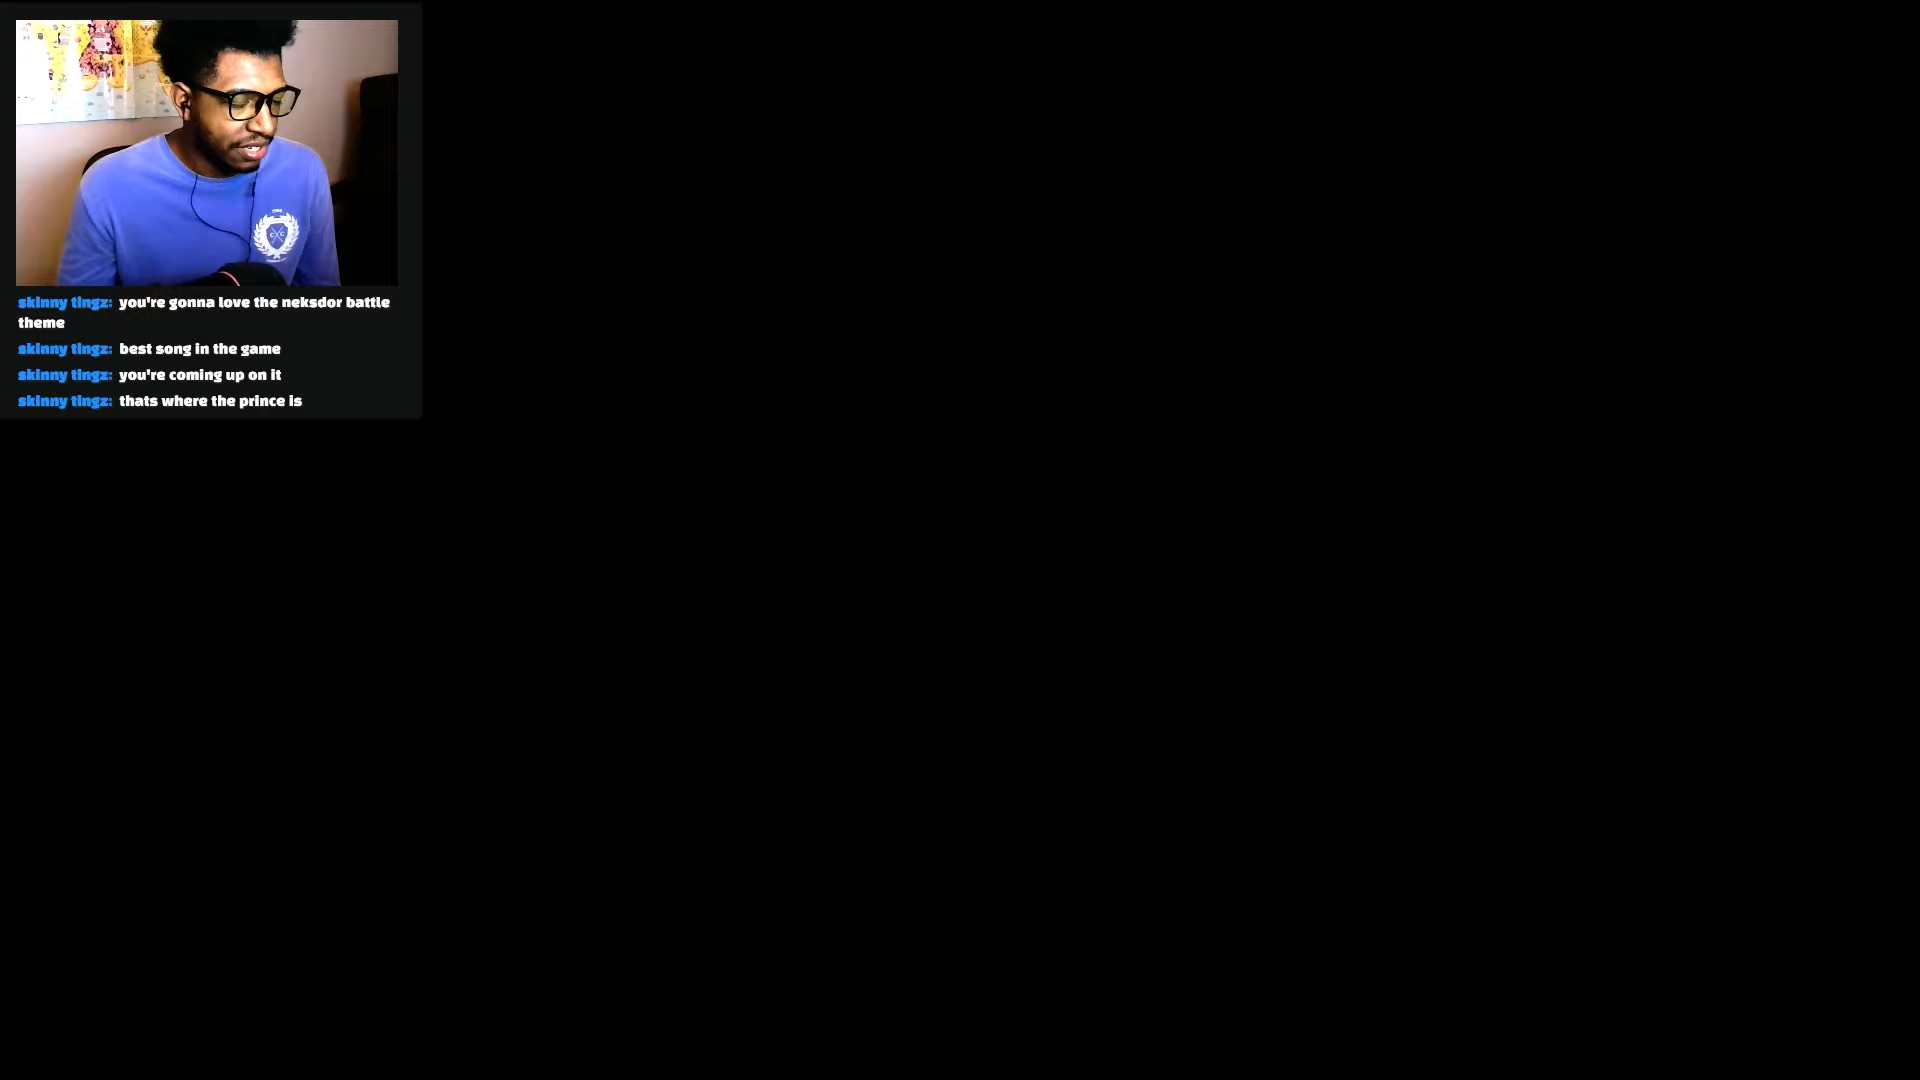 skinny tingz: you're gonna love the neksdor battle
theme
skinny tingz: best song in the game
skinny tingz: you're coming up on it
skinny tingz: thats where the prince is